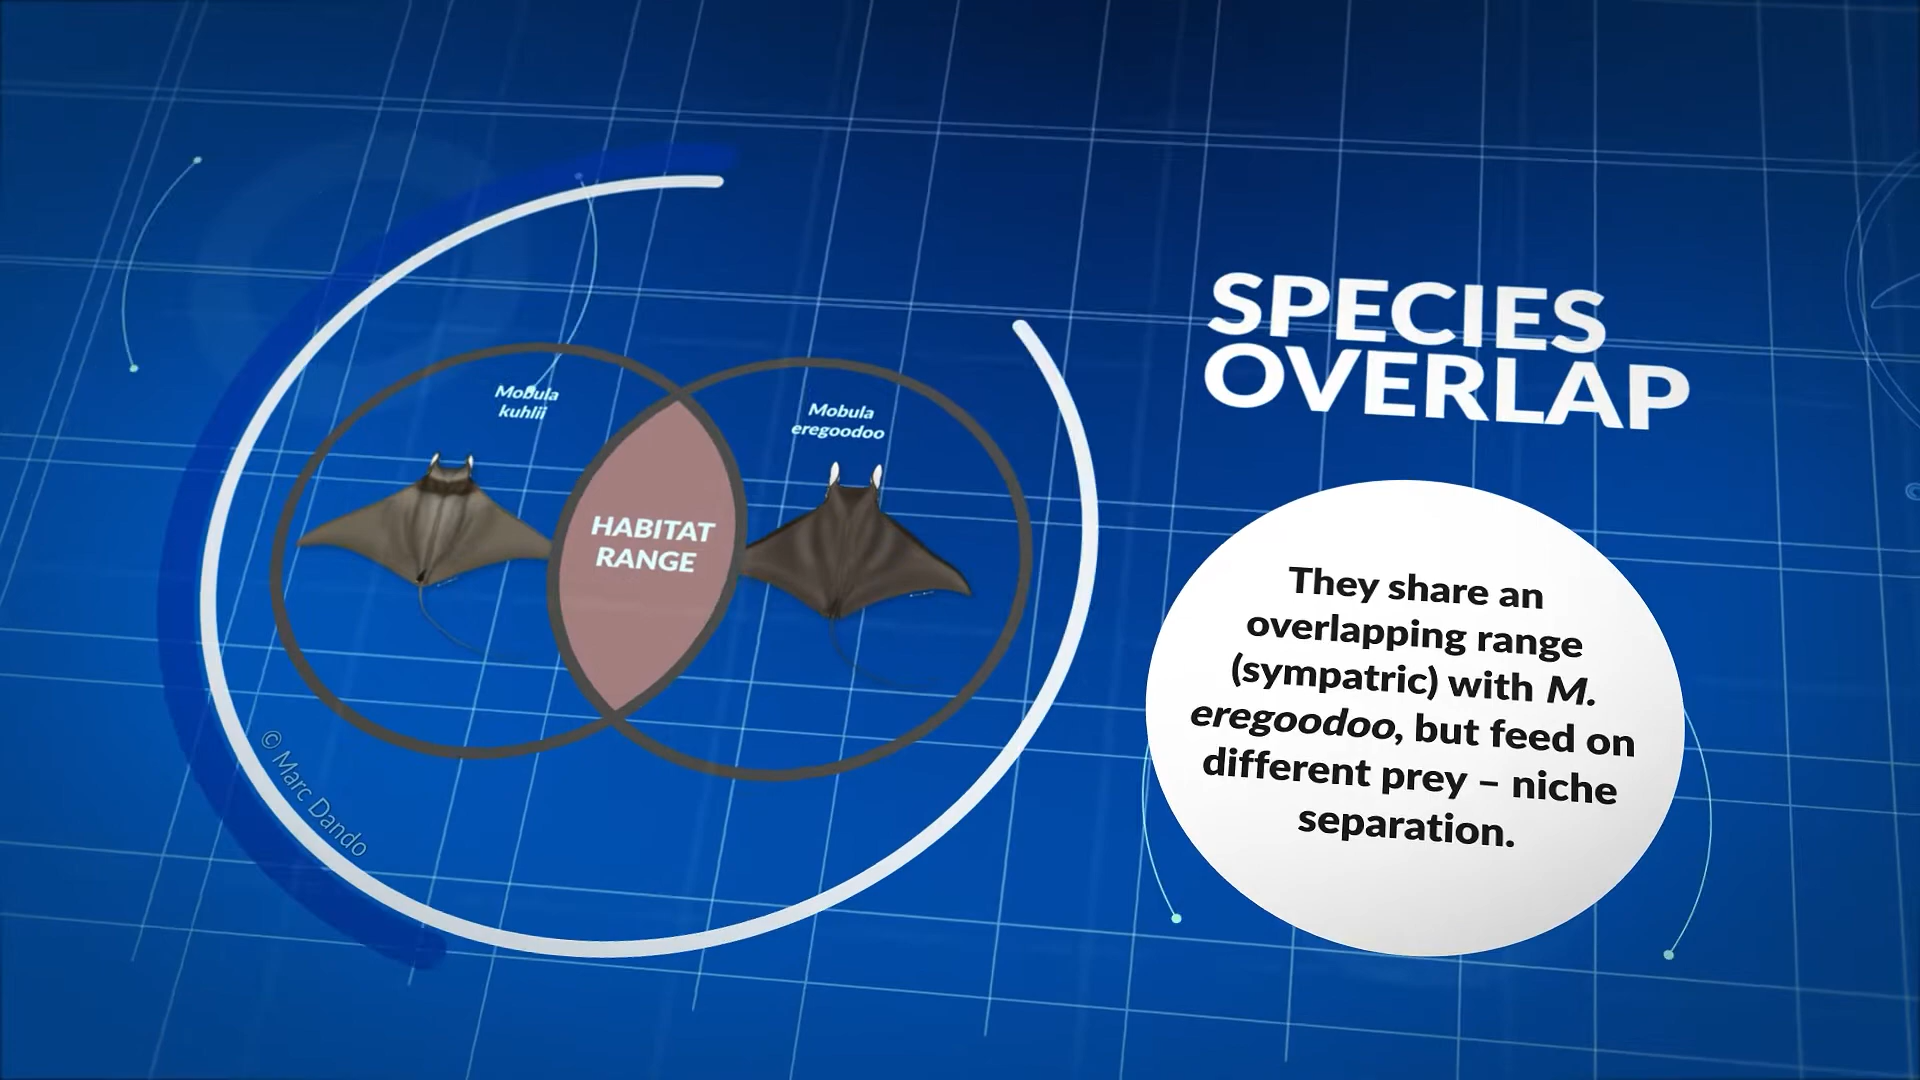 SPECIES
OVERLAP
Mobula
kuhlii
Mobula
eregoodoo
HABITAT
RANGE
They share an
overlapping range
(sympatric) with M.
eregoodoo, but feed on
different prey – niche
separation.
© Marc Dando